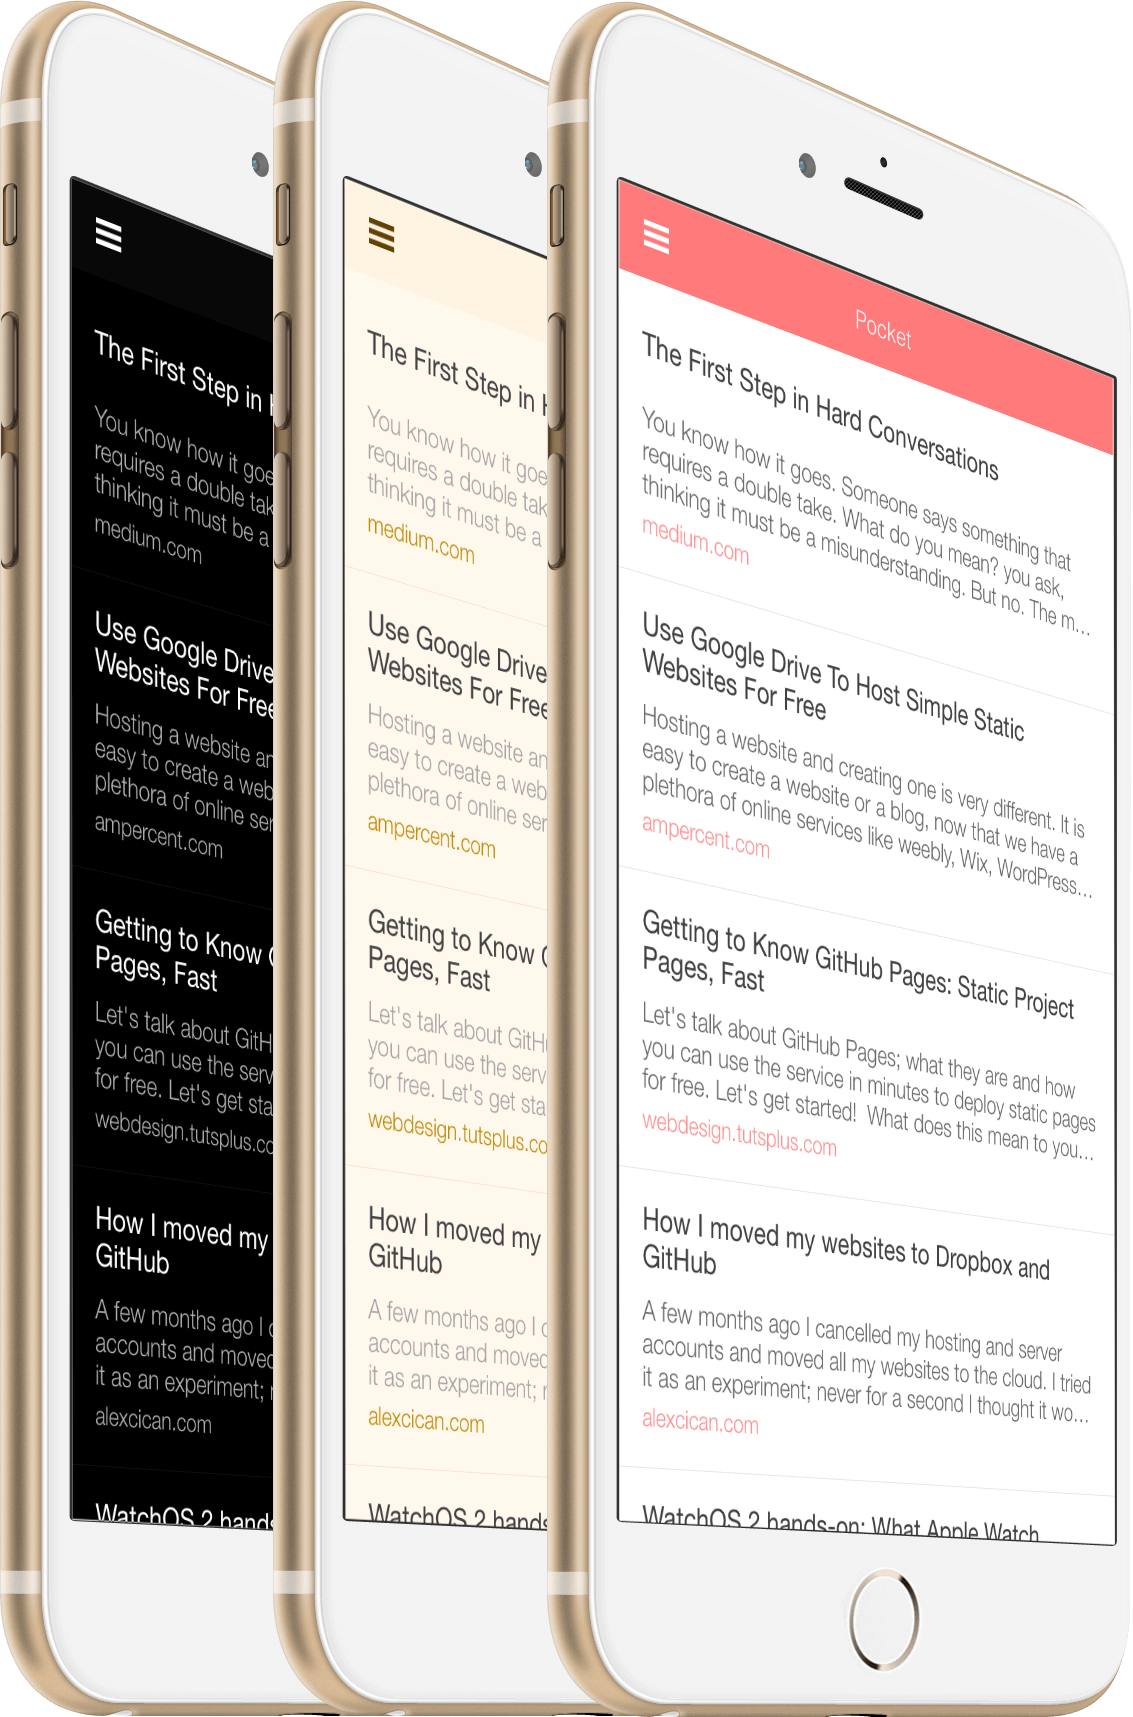 The First Step in
You know how it goe
requires a double tak
thinking it must be a
medium.com
Use Google Drive
Websites For Free
Hosting a website an
easy to create a web
plethora of online ser
ampercent.com
Getting to Know G
Pages, Fast
Let's talk about GitH
you can use the serv
for free. Let's get sta
webdesign.tutsplus.co
How I moved my
GitHub
A few months ago I c
accounts and moved
it as an experiment;
alexcican.com
WatchOS 2 hands
The First Step in H
You know how it goe
requires a double tak
thinking it must be a
medium.com
Use Google Drive
Websites For Free
Hosting a website an
easy to create a web
plethora of online ser
ampercent.com
Getting to Know G
Pages, Fast
Let's talk about GitH
you can use the serv
for free. Let's get sta
webdesign.tutsplus.co
How I moved my
GitHub
A few months ago I c
accounts and moved
it as an experiment; r
alexcican.com
WatchOS 2 hands
Pocket
The First Step in Hard Conversations
You know how it goes. Someone says something that
requires a double take. What do you mean? you ask,
thinking it must be a misunderstanding. But no. The m...
medium.com
Use Google Drive To Host Simple Static
Websites For Free
Hosting a website and creating one is very different. It is
easy to create a website or a blog, now that we have a
plethora of online services like weebly, Wix, WordPress...
ampercent.com
Getting to Know GitHub Pages: Static Project
Pages, Fast
Let's talk about GitHub Pages; what they are and how
you can use the service in minutes to deploy static pages
for free. Let's get started!  What does this mean to you...
webdesign.tutsplus.com
How I moved my websites to Dropbox and
GitHub
A few months ago I cancelled my hosting and server
accounts and moved all my websites to the cloud. I tried
it as an experiment; never for a second I thought it wo...
alexcican.com
WatchOS 2 hands-on: What Apple Watch